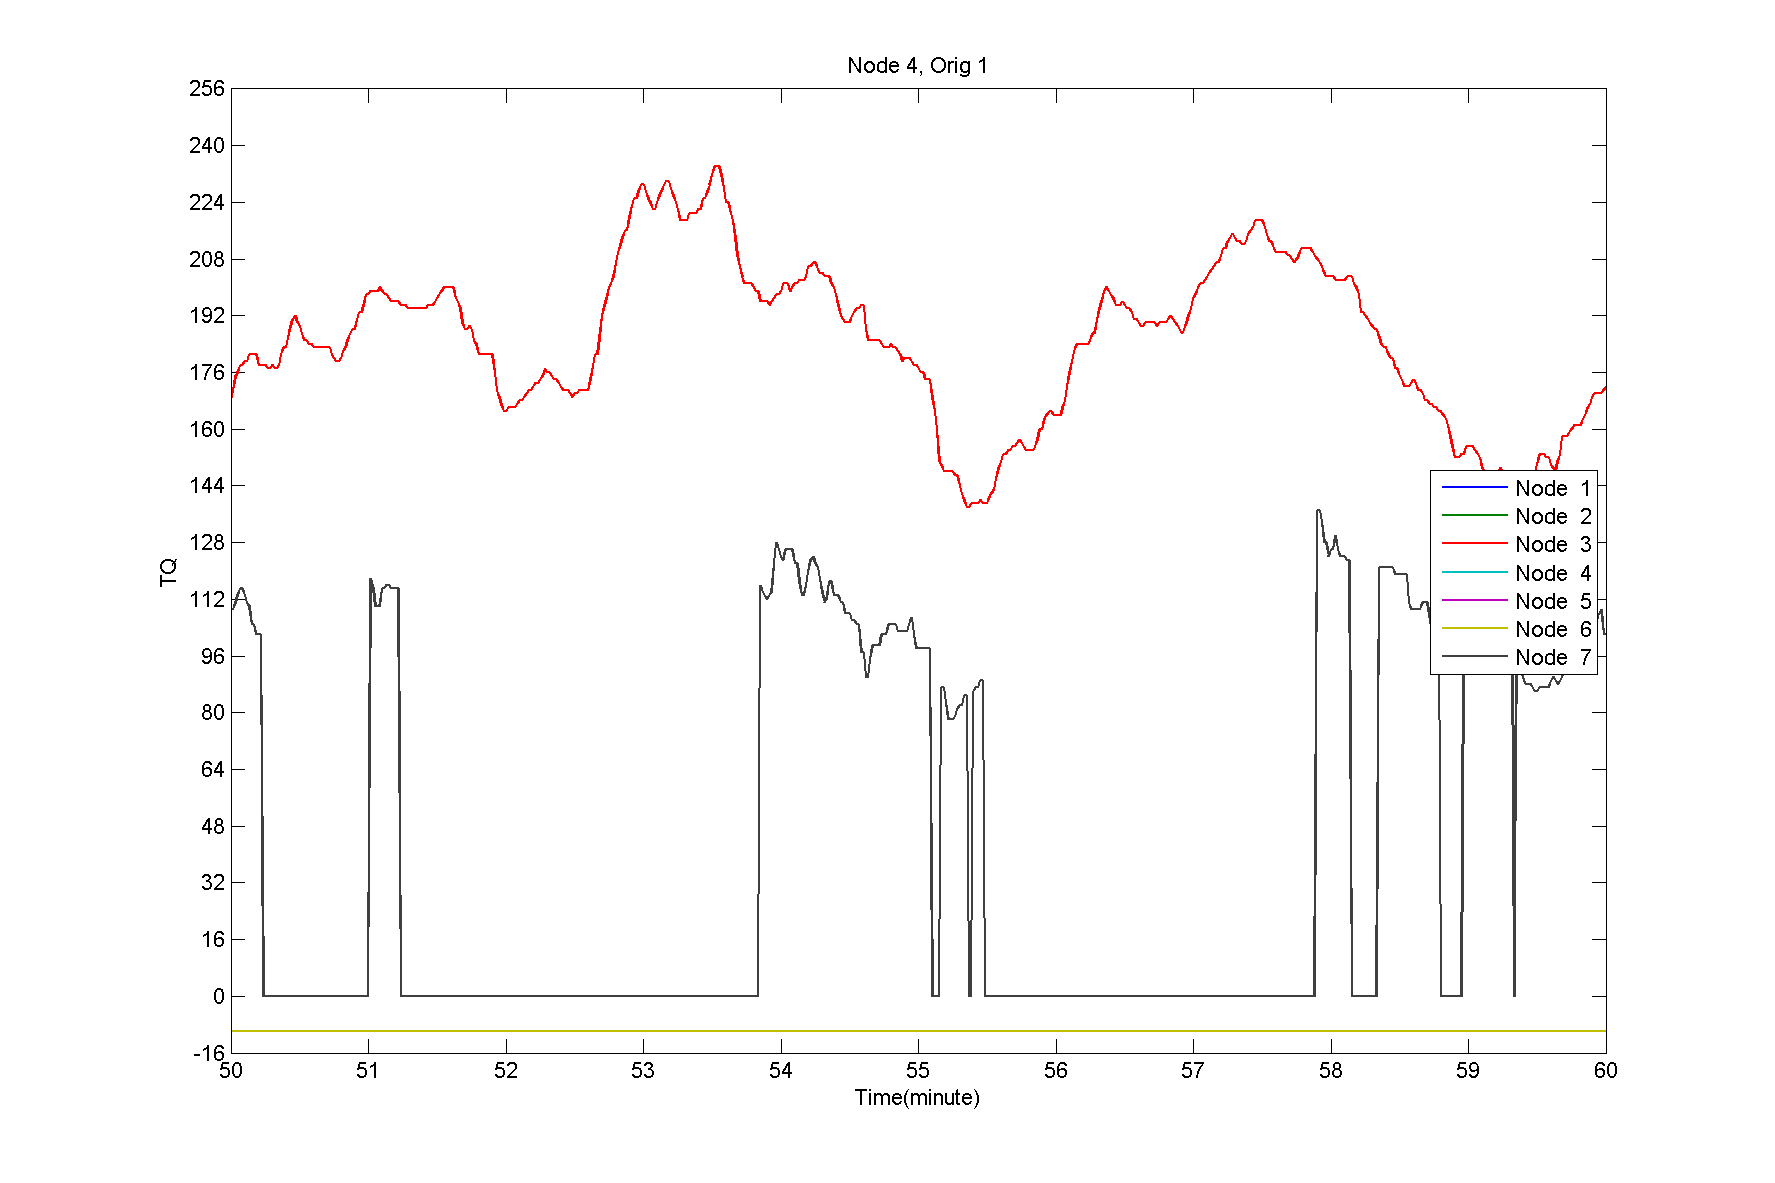 Node 4, Orig 1
256
240
224
208
192
176
160
144
128
112
96
80
64
48
32
16
0
-16
TQ
Node 1
Node 2
Node 3
Node 4
Node 5
Node 6
Node 7
50 51 52 53 54 55 56 57 58 59 60
Time(minute)